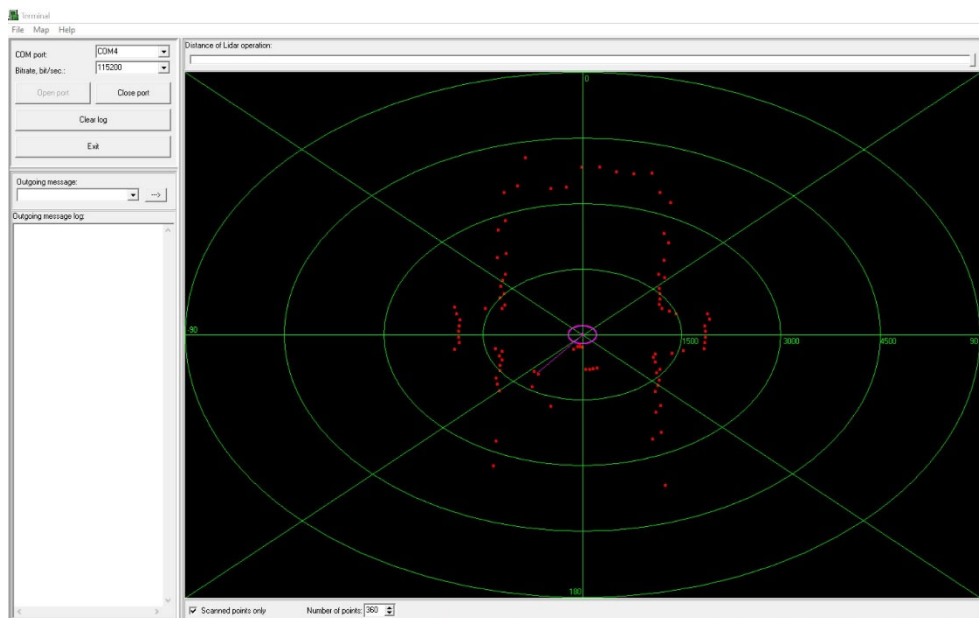 Terminal
File Map Help
COM port: COM4
Bitrate, bit/sec.: 115200
Open port Close port
Clear log
Exit
Outgoing message:
-->
Outgoing message log:
Distance of Lidar operation:
0
90 1500 3000 4500 90
180
Scanned points only Number of points: 360